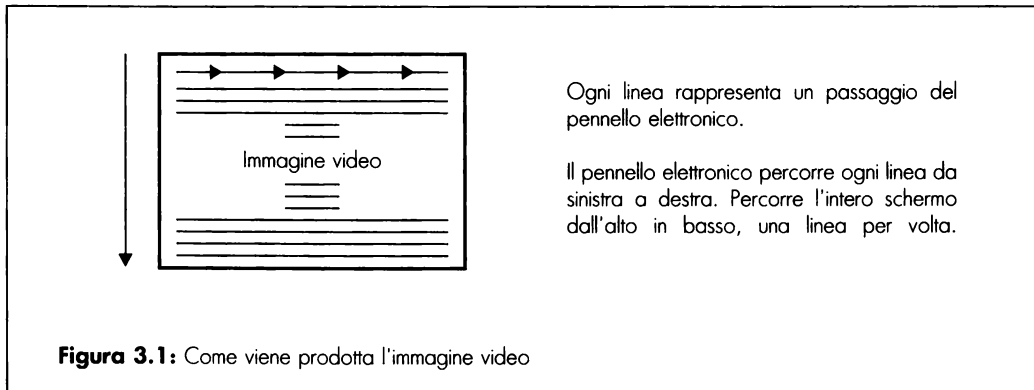 Immagine video
Ogni linea rappresenta un passaggio del
pennello elettronico.
Il pennello elettronico percorre ogni linea da
sinistra a destra. Percorre l'intero schermo
dall'alto in basso, una linea per volta.
Figura 3.1: Come viene prodotta l'immagine video